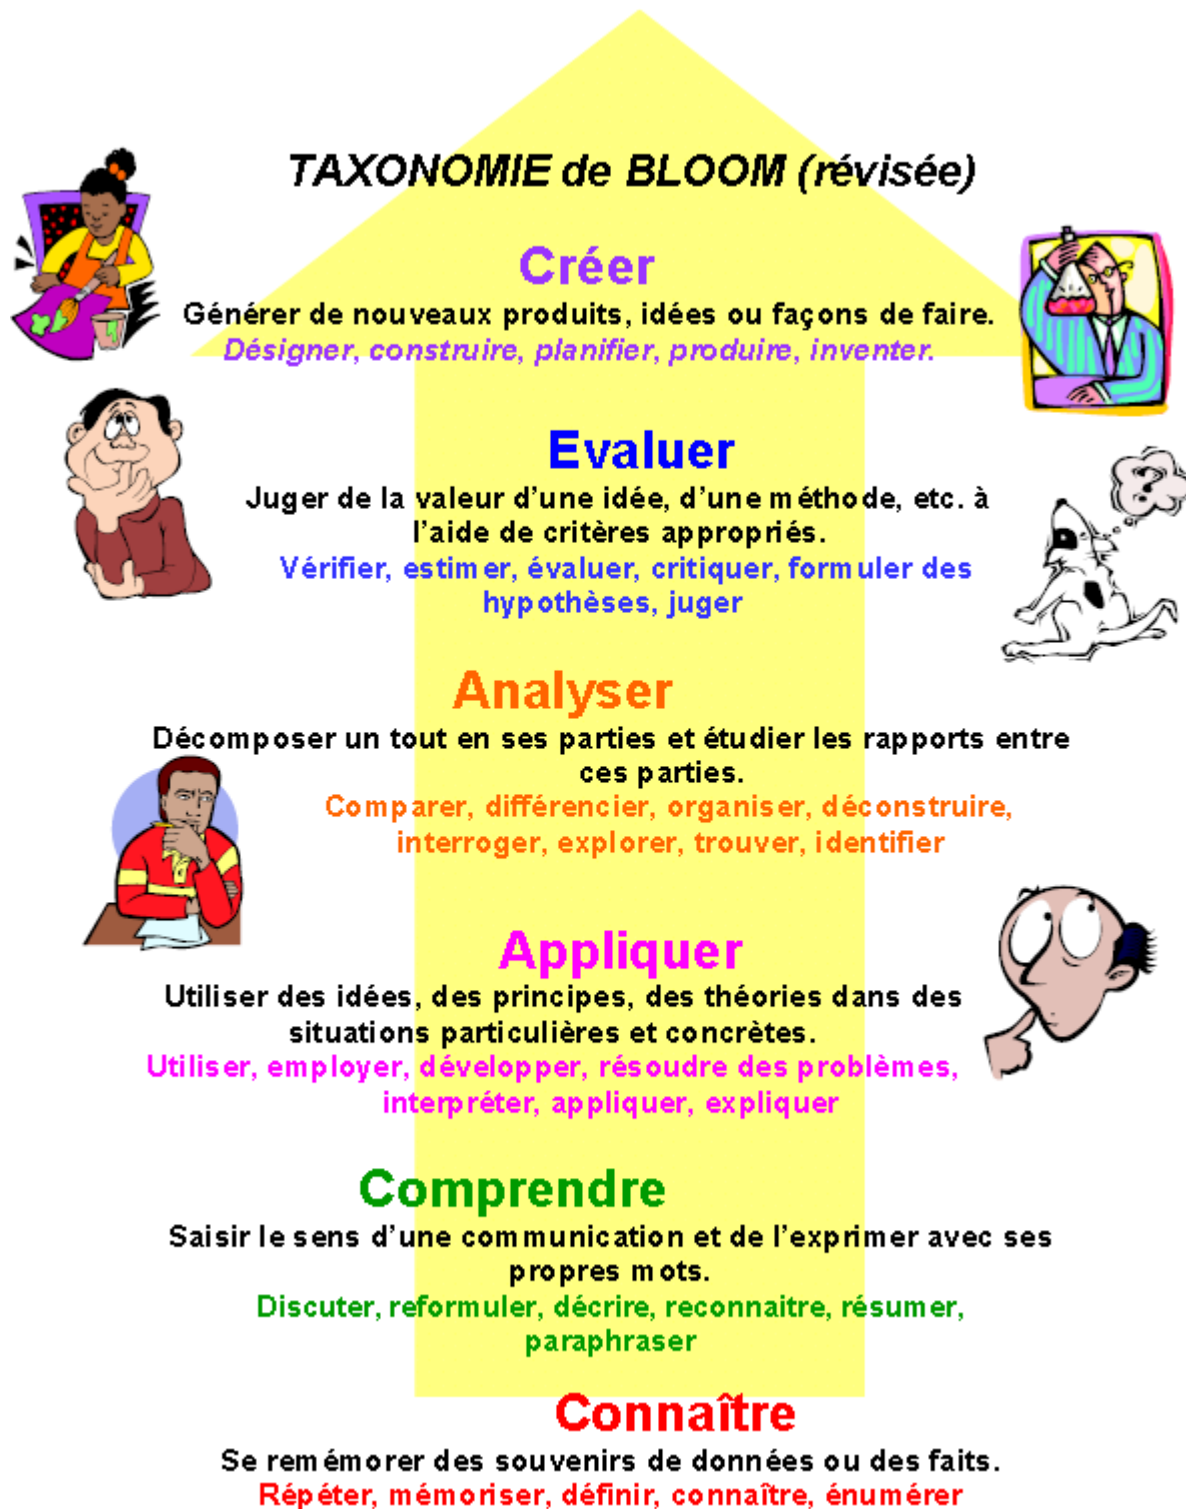 TAXONOMIE de BLOOM (révisée)
Créer
Générer de nouveaux produits, idées ou façons de faire.
Désigner, construire, planifier, produire, inventer.
Evaluer
Juger de la valeur d’une idée, d’une méthode, etc. à
l’aide de critères appropriés.
Vérifier, estimer, évaluer, critiquer, formuler des
hypothèses, juger
Analyser
Décomposer un tout en ses parties et étudier les rapports entre
ces parties.
Comparer, différencier, organiser, déconstruire,
interroger, explorer, trouver, identifier
Appliquer
Utiliser des idées, des principes, des théories dans des
situations particulières et concrètes.
Utiliser, employer, développer, résoudre des problèmes,
interpréter, appliquer, expliquer
Comprendre
Saisir le sens d’une communication et de l’exprimer avec ses
propres mots.
Discuter, reformuler, décrire, reconnaitre, résumer,
paraphraser
Connaître
Se remémorer des souvenirs de données ou des faits.
Répéter, mémoriser, définir, connaître, énumérer